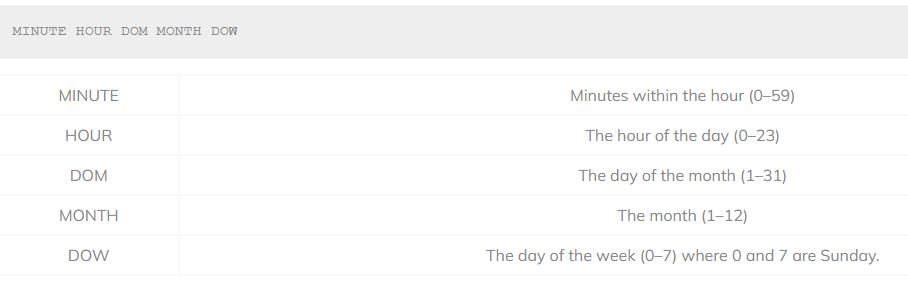 MINUTE HOUR DOM MONTH DOW
MINUTE Minutes within the hour (0–59)
HOUR The hour of the day (0–23)
DOM The day of the month (1–31)
MONTH The month (1–12)
DOW The day of the week (0–7) where 0 and 7 are Sunday.